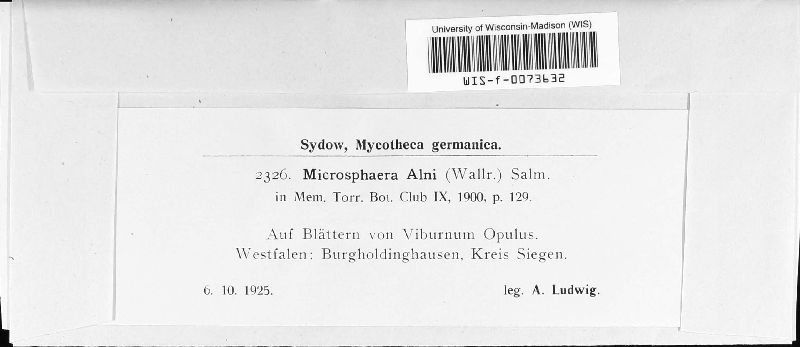 University of Wisconsin-Madison (WIS)
WIS-f-0073632
Sydow, Mycotheca germanica.
2326. Microsphaera Alni (Wallr.) Salm.
in Mem. Torr. Bot. Club IX, 1900, p. 129.
Auf Blättern von Viburnum Opulus.
Westfalen: Burgholdinghausen, Kreis Siegen.
6. 10. 1925. leg. A. Ludwig.